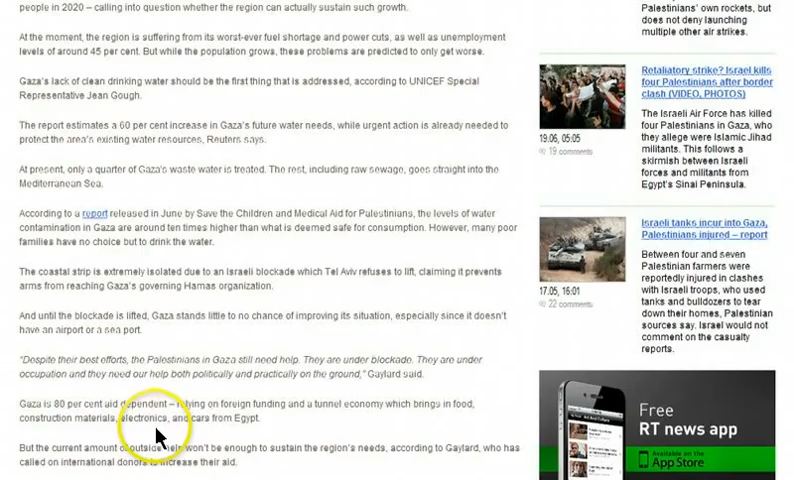 people in 2020 – calling into question whether the region can actually sustain such growth.
At the moment, the region is suffering from its worst-ever fuel shortage and power cuts, as well as unemployment
levels of around 45 per cent. But while the population grows, these problems are predicted to only get worse.
Gaza's lack of clean drinking water should be the first thing that is addressed, according to UNICEF Special
Representative Jean Gough.
The report estimates a 60 per cent increase in Gaza's future water needs, while urgent action is already needed to
protect the area's existing water resources, Reuters says.
At present, only a quarter of Gaza's waste water is treated. The rest, including raw sewage, goes straight into the
Mediterranean Sea.
According to a report released in June by Save the Children and Medical Aid for Palestinians, the levels of water
contamination in Gaza are around ten times higher than what is deemed safe for consumption. However, many poor
families have no choice but to drink the water.
The coastal strip is extremely isolated due to an Israeli blockade which Tel Aviv refuses to lift, claiming it prevents
arms from reaching Gaza's governing Hamas organization.
And until the blockade is lifted, Gaza stands little to no chance of improving its situation, especially since it doesn't
have an airport or a sea port.
"Despite their best efforts, the Palestinians in Gaza still need help. They are under blockade. They are under
occupation and they need our help both politically and practically on the ground," Gaylard said.
Gaza is 80 per cent aid dependent – relying on foreign funding and a tunnel economy which brings in food,
construction materials, electronics, and cars from Egypt.
But the current amount of outside help won't be enough to sustain the region's needs, according to Gaylard, who has
called on international donors to increase their aid.
Palestinians'
own rockets, but
does not deny launching
multiple other air strikes.
Retaliatory strike? Israel kills
four Palestinians after border
clash (VIDEO, PHOTOS)
19.06, 05:05
19 comments
The Israeli Air Force has killed
four Palestinians in Gaza, who
they allege were Islamic Jihad
militants. This follows a
skirmish between Israeli
forces and militants from
Egypt's Sinai Peninsula.
Israeli tanks incur into Gaza,
Palestinians injured – report
17.05, 16:01
22 comments
Between four and seven
Palestinian farmers were
reportedly injured in clashes
with Israeli troops, who used
tanks and bulldozers to tear
down their homes, Palestinian
sources say. Israel would not
comment on the casualty
reports.
Free
RT news app
Available on the
App Store